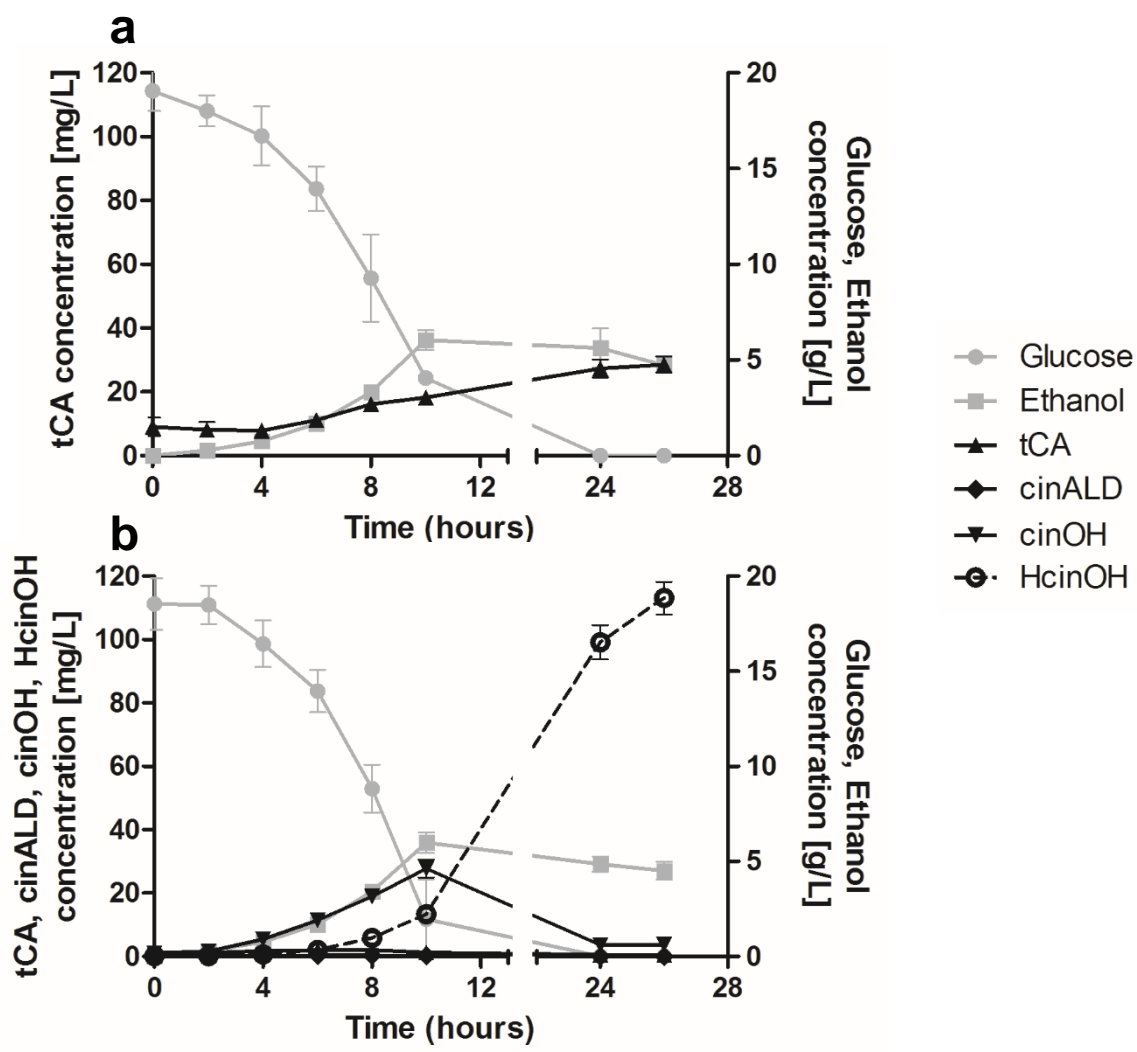 a
tCA concentration [mg/L]
120
100
80
60
40
20
0
0
4
8
12
24
28
20
15
10
5
0
Glucose, Ethanol
concentration [g/L]
Time (hours)
b
tCA, cinALD, cinOH, HcinOH
concentration [mg/L]
120
100
80
60
40
20
0
0
4
8
12
24
28
20
15
10
5
0
Glucose, Ethanol
concentration [g/L]
Time (hours)
Glucose
Ethanol
tCA
cinALD
cinOH
HcinOH